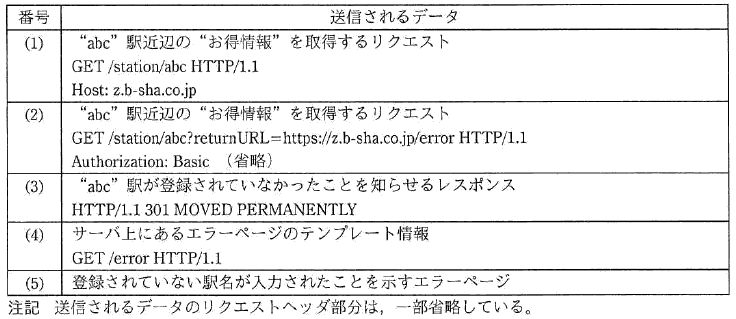 番号 送信されるデータ
(1) “abc”駅近辺の“お得情報”を取得するリクエスト
GET /station/abc HTTP/1.1
Host: z.b-sha.co.jp
(2) “abc”駅近辺の“お得情報”を取得するリクエスト
GET /station/abc?returnURL=https://z.b-sha.co.jp/error HTTP/1.1
Authorization: Basic （省略）
(3) “abc”駅が登録されていなかったことを知らせるレスポンス
HTTP/1.1 301 MOVED PERMANENTLY
(4) サーバ上にあるエラーページのテンプレート情報
GET /error HTTP/1.1
(5) 登録されていない駅名が入力されたことを示すエラーページ
注記　送信されるデータのリクエストヘッダ部分は，一部省略している。